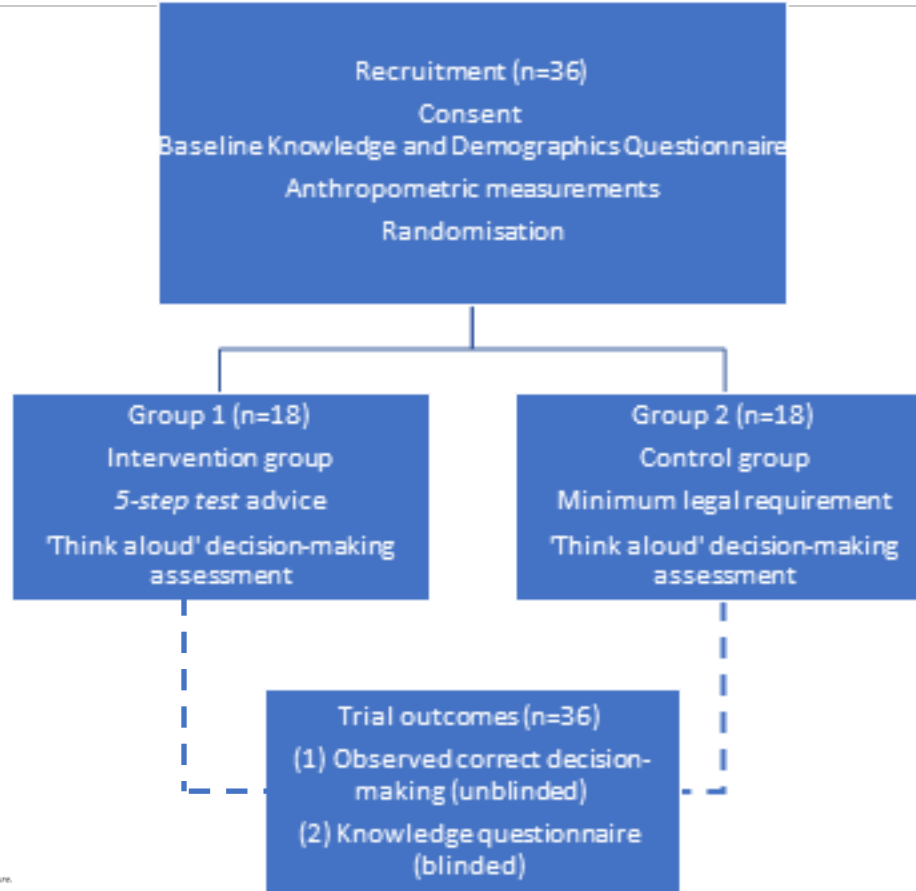 Recruitment (n=36)
Consent
Baseline Knowledge and Demographics Questionnaire
Anthropometric measurements
Randomisation
Group 1 (n=18)
Intervention group
5-step test advice
'Think aloud' decision-making
assessment
Group 2 (n=18)
Control group
Minimum legal requirement
'Think aloud' decision-making
assessment
Trial outcomes (n=36)
(1) Observed correct decision-
making (unblinded)
(2) Knowledge questionnaire
(blinded)